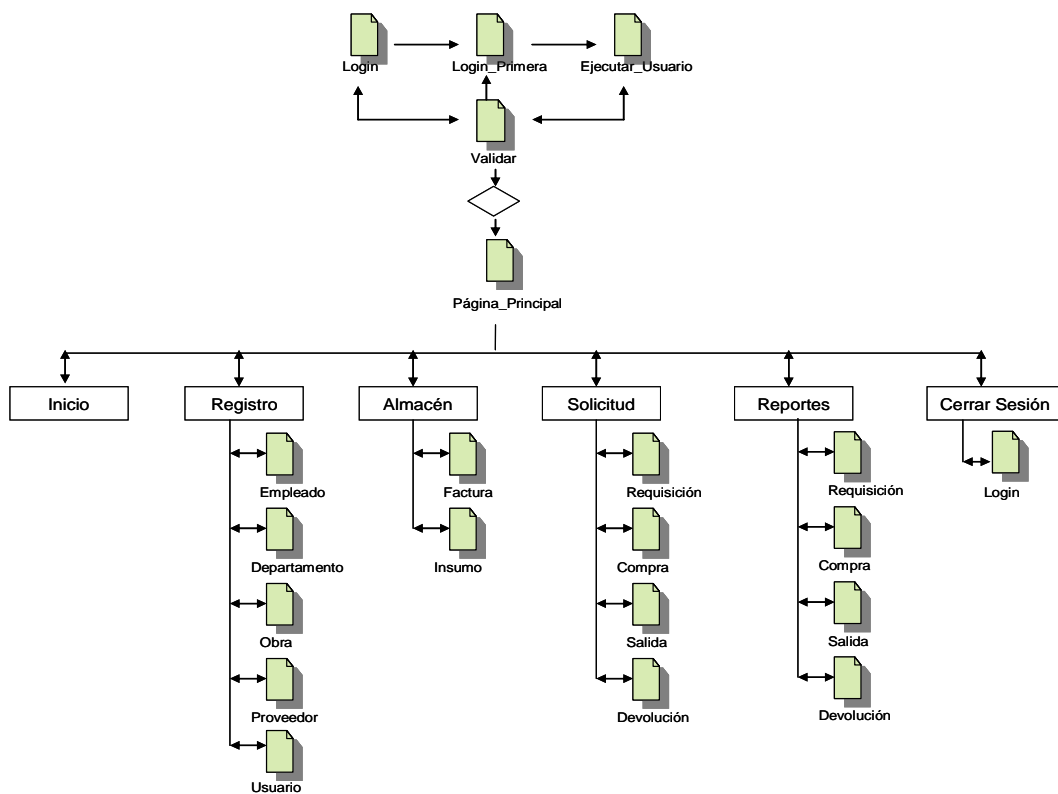 Login
Login_Primera
Ejecutar_Usuario
Validar
Página_Principal
Inicio
Registro
Almacén
Solicitud
Reportes
Cerrar Sesión
Empleado
Departamento
Obra
Proveedor
Usuario
Factura
Insumo
Requisición
Compra
Salida
Devolución
Requisición
Compra
Salida
Devolución
Login